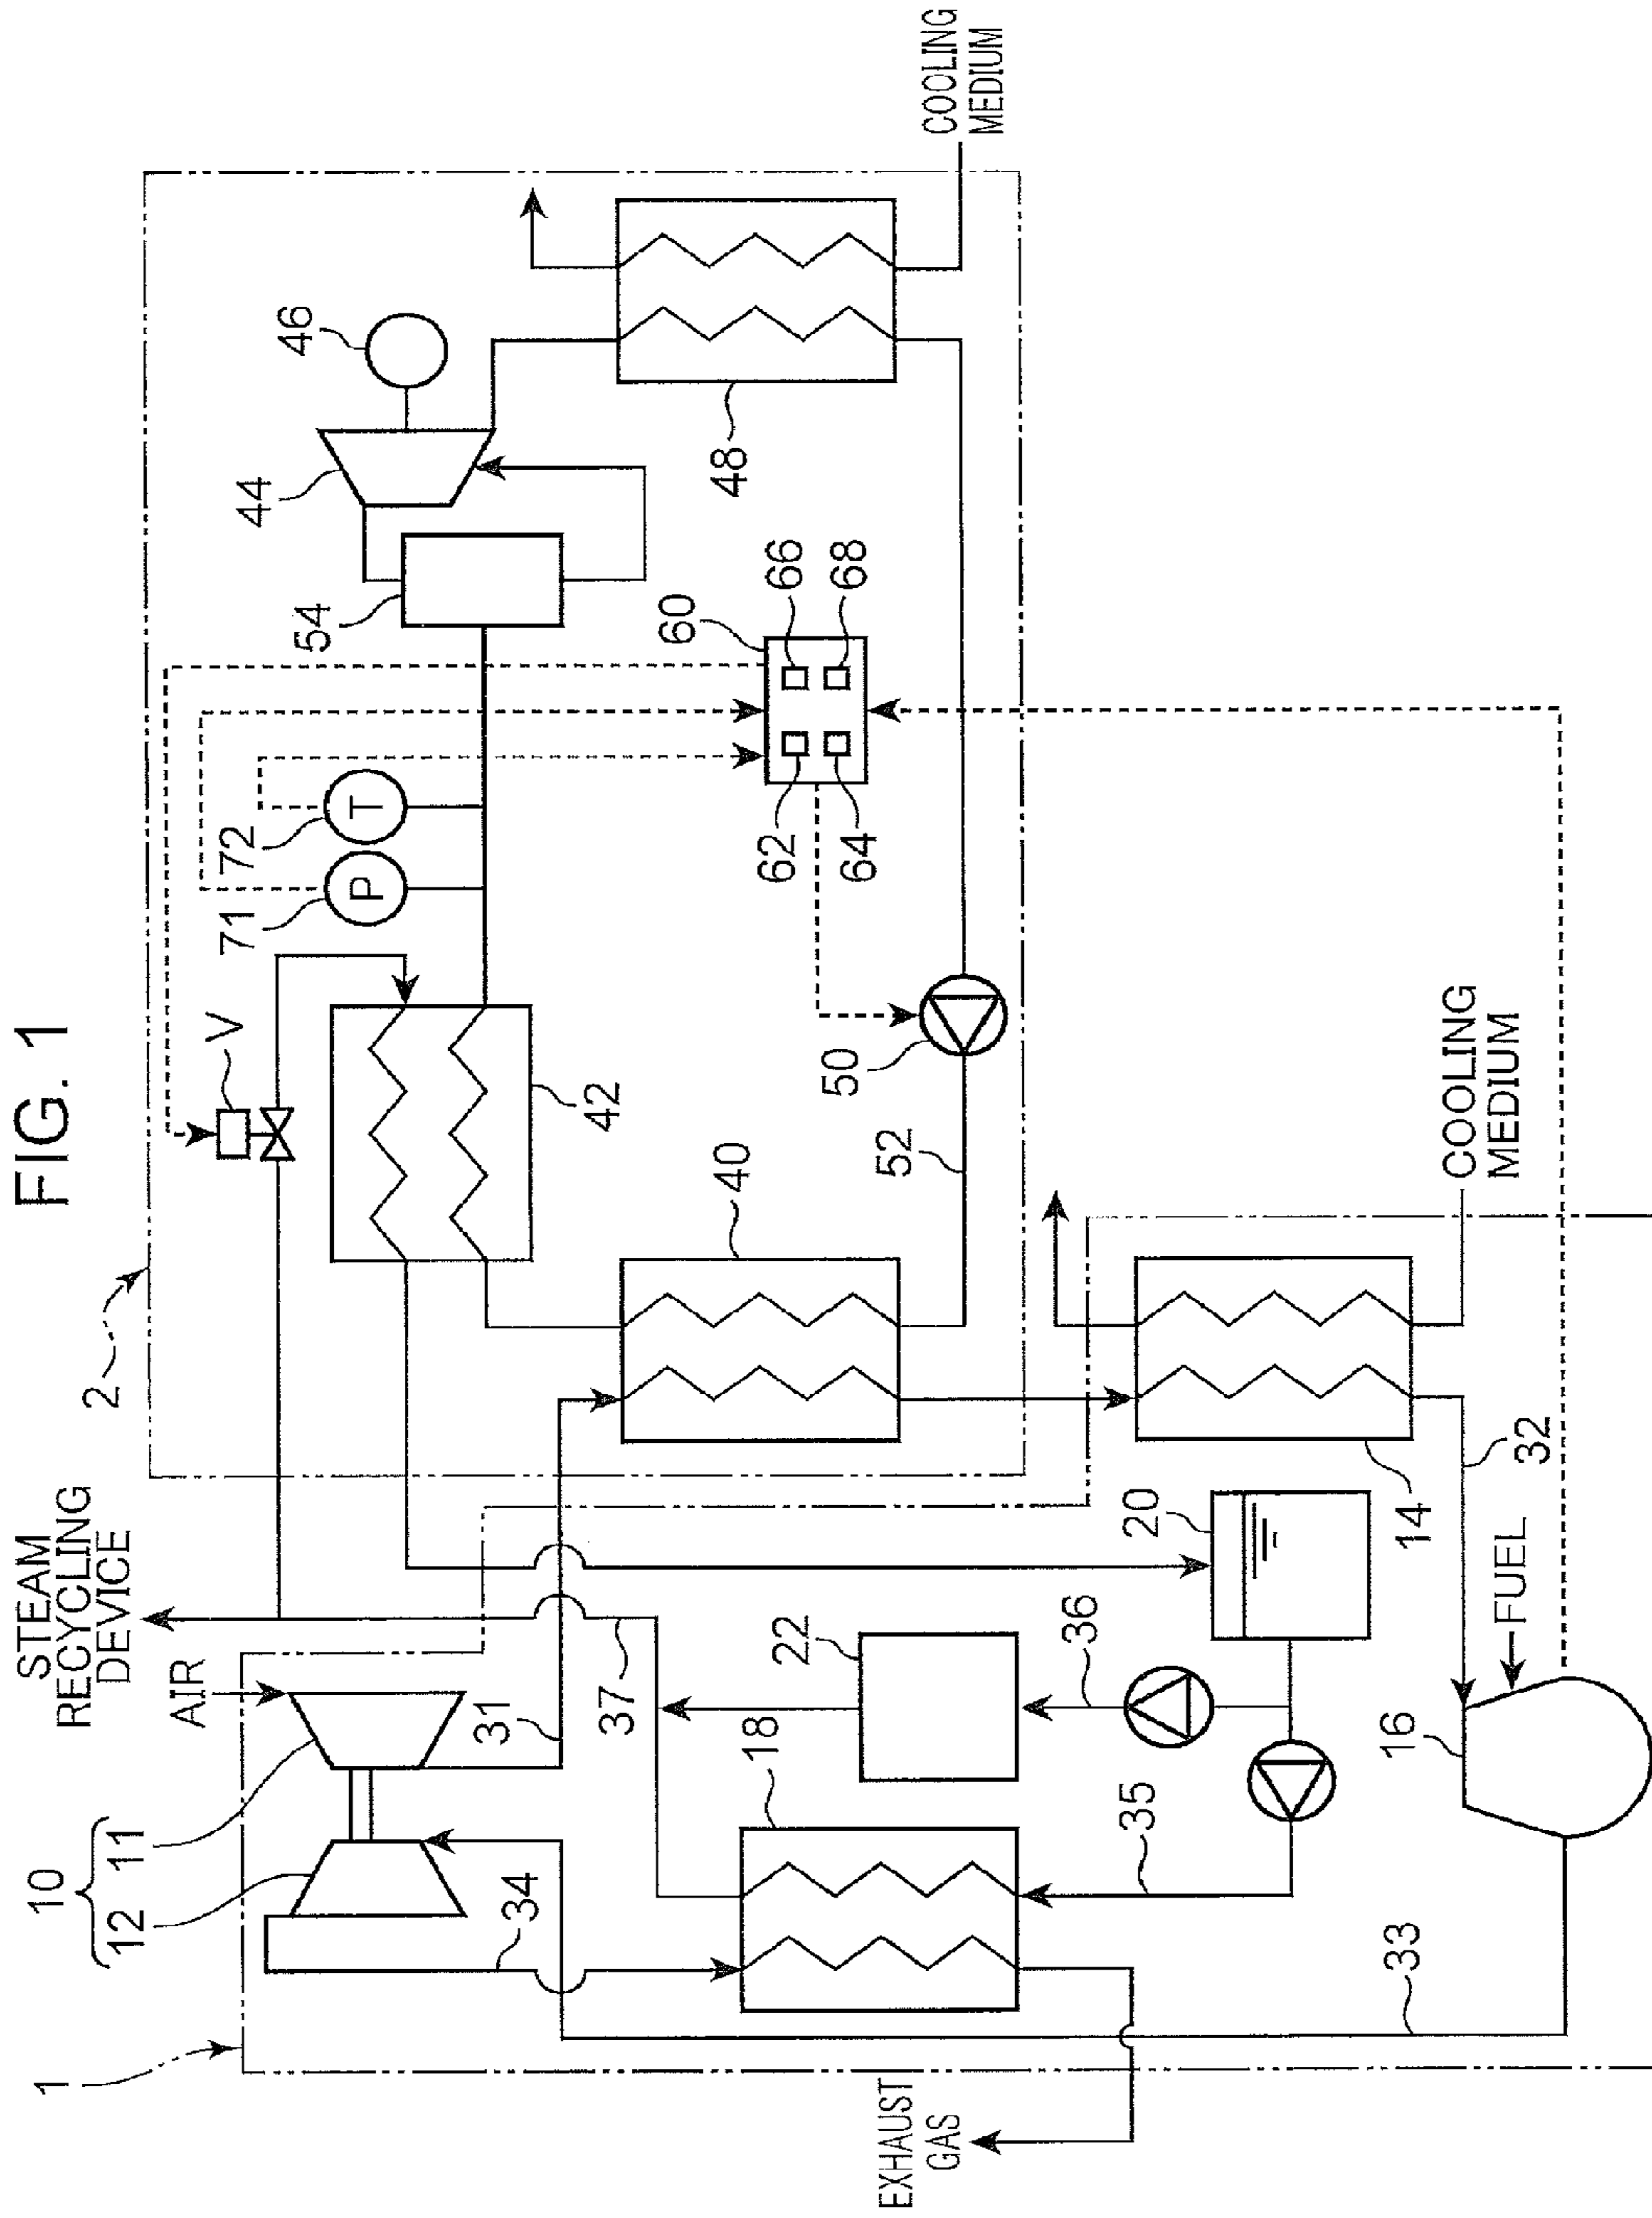 FIG. 1
STEAM
RECYCLING
DEVICE
2
V
71
P
72
T
54
44
46
COOLING
MEDIUM
1
10
12
11
AIR
34
31
37
42
40
60
66
68
62
64
48
50
52
18
22
36
20
COOLING
MEDIUM
EXHAUST
GAS
33
35
16
FUEL
14
32